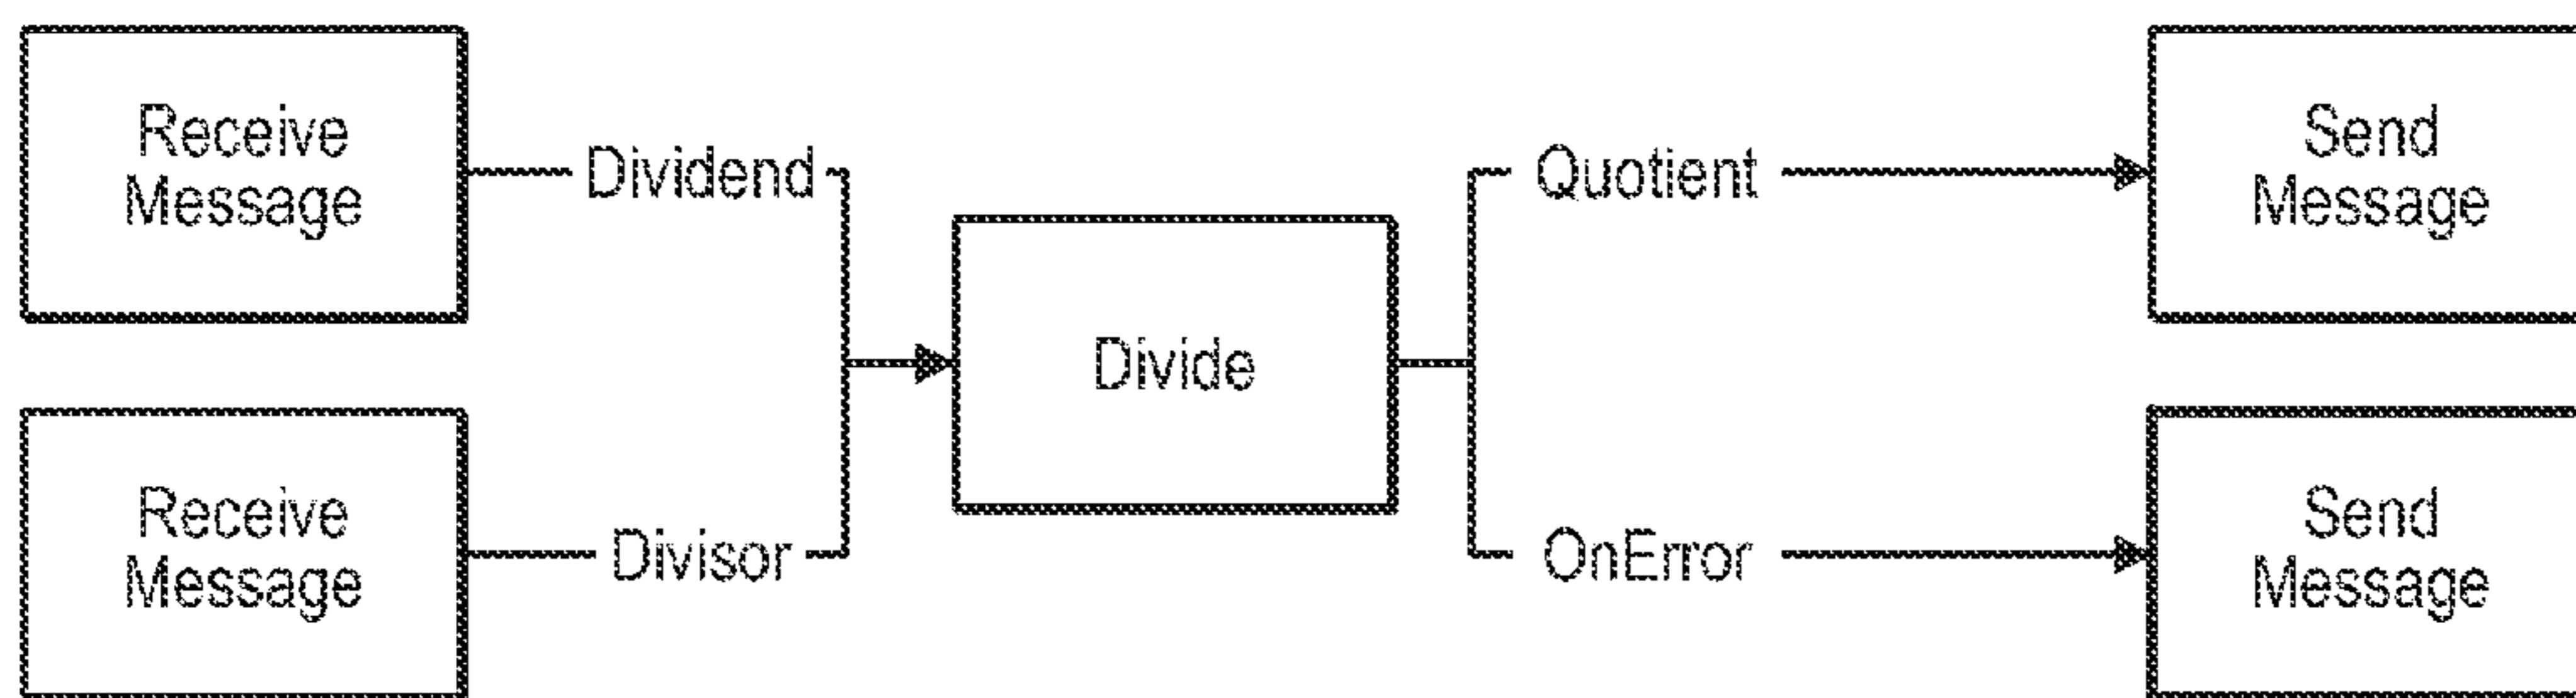 Receive
Message
Dividend
Quotient
Send
Message
Divide
Receive
Message
Divisor
OnError
Send
Message